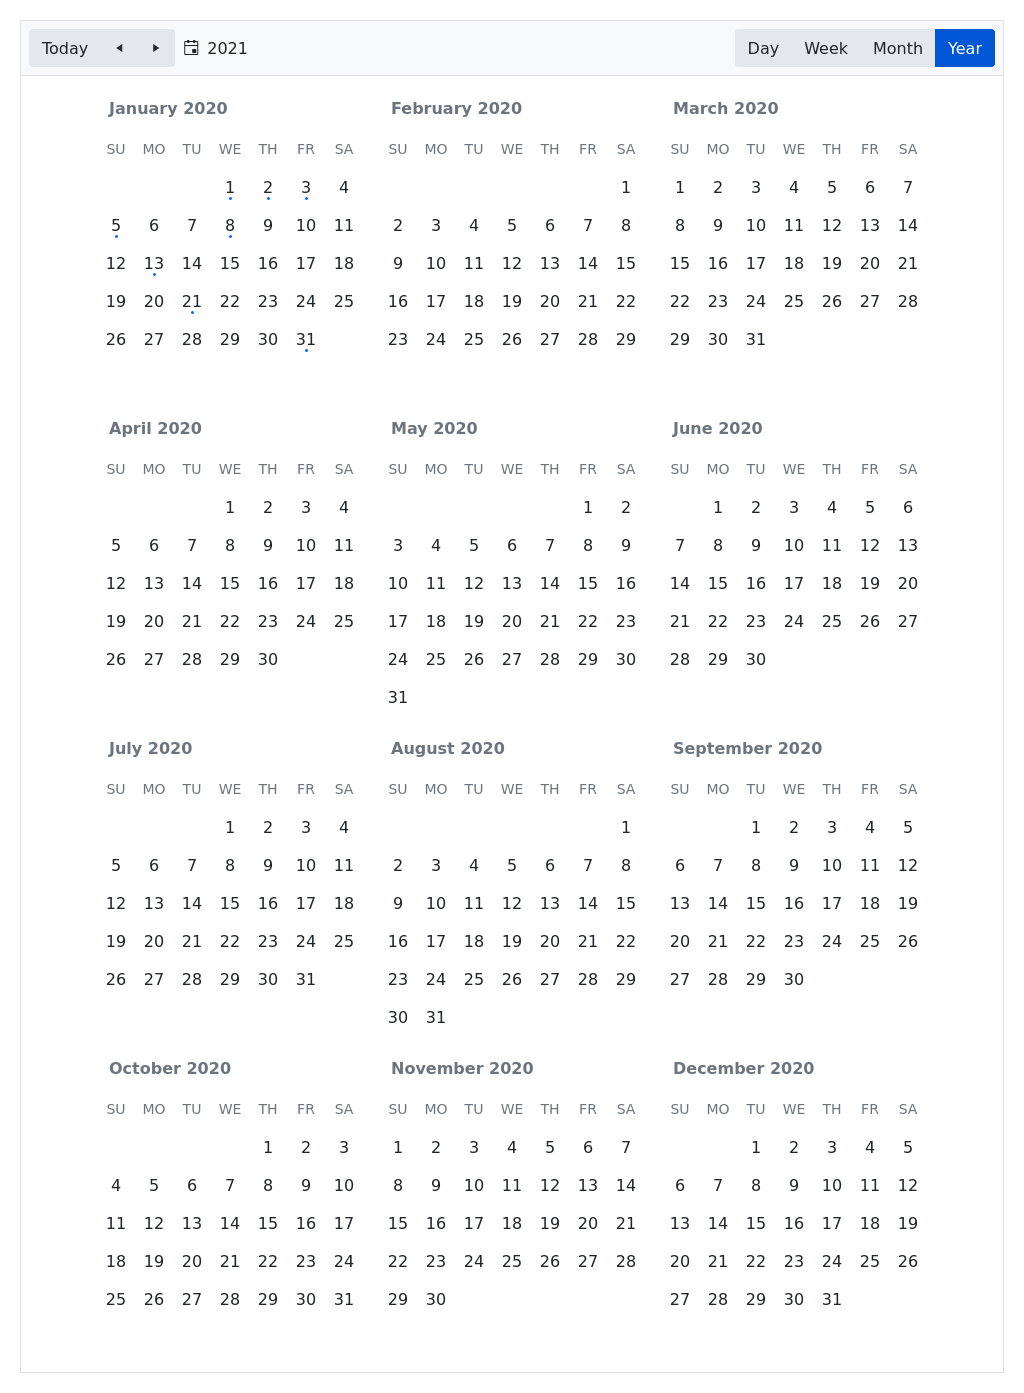 Today 2021 Day Week Month Year
January 2020 February 2020 March 2020
SU MO TU WE TH FR SA SU MO TU WE TH FR SA SU MO TU WE TH FR SA
1 2 3 4 1 1 2 3 4 5 6 7
5 6 7 8 9 10 11 2 3 4 5 6 7 8 8 9 10 11 12 13 14
12 13 14 15 16 17 18 9 10 11 12 13 14 15 15 16 17 18 19 20 21
19 20 21 22 23 24 25 16 17 18 19 20 21 22 22 23 24 25 26 27 28
26 27 28 29 30 31 23 24 25 26 27 28 29 29 30 31
April 2020 May 2020 June 2020
SU MO TU WE TH FR SA SU MO TU WE TH FR SA SU MO TU WE TH FR SA
1 2 3 4 1 2 1 2 3 4 5 6
5 6 7 8 9 10 11 3 4 5 6 7 8 9 7 8 9 10 11 12 13
12 13 14 15 16 17 18 10 11 12 13 14 15 16 14 15 16 17 18 19 20
19 20 21 22 23 24 25 17 18 19 20 21 22 23 21 22 23 24 25 26 27
26 27 28 29 30 24 25 26 27 28 29 30 28 29 30
31
July 2020 August 2020 September 2020
SU MO TU WE TH FR SA SU MO TU WE TH FR SA SU MO TU WE TH FR SA
1 2 3 4 1 1 2 3 4 5
5 6 7 8 9 10 11 2 3 4 5 6 7 8 6 7 8 9 10 11 12
12 13 14 15 16 17 18 9 10 11 12 13 14 15 13 14 15 16 17 18 19
19 20 21 22 23 24 25 16 17 18 19 20 21 22 20 21 22 23 24 25 26
26 27 28 29 30 31 23 24 25 26 27 28 29 27 28 29 30
30 31
October 2020 November 2020 December 2020
SU MO TU WE TH FR SA SU MO TU WE TH FR SA SU MO TU WE TH FR SA
1 2 3 1 2 3 4 5 6 7 1 2 3 4 5
4 5 6 7 8 9 10 8 9 10 11 12 13 14 6 7 8 9 10 11 12
11 12 13 14 15 16 17 15 16 17 18 19 20 21 13 14 15 16 17 18 19
18 19 20 21 22 23 24 22 23 24 25 26 27 28 20 21 22 23 24 25 26
25 26 27 28 29 30 31 29 30 27 28 29 30 31